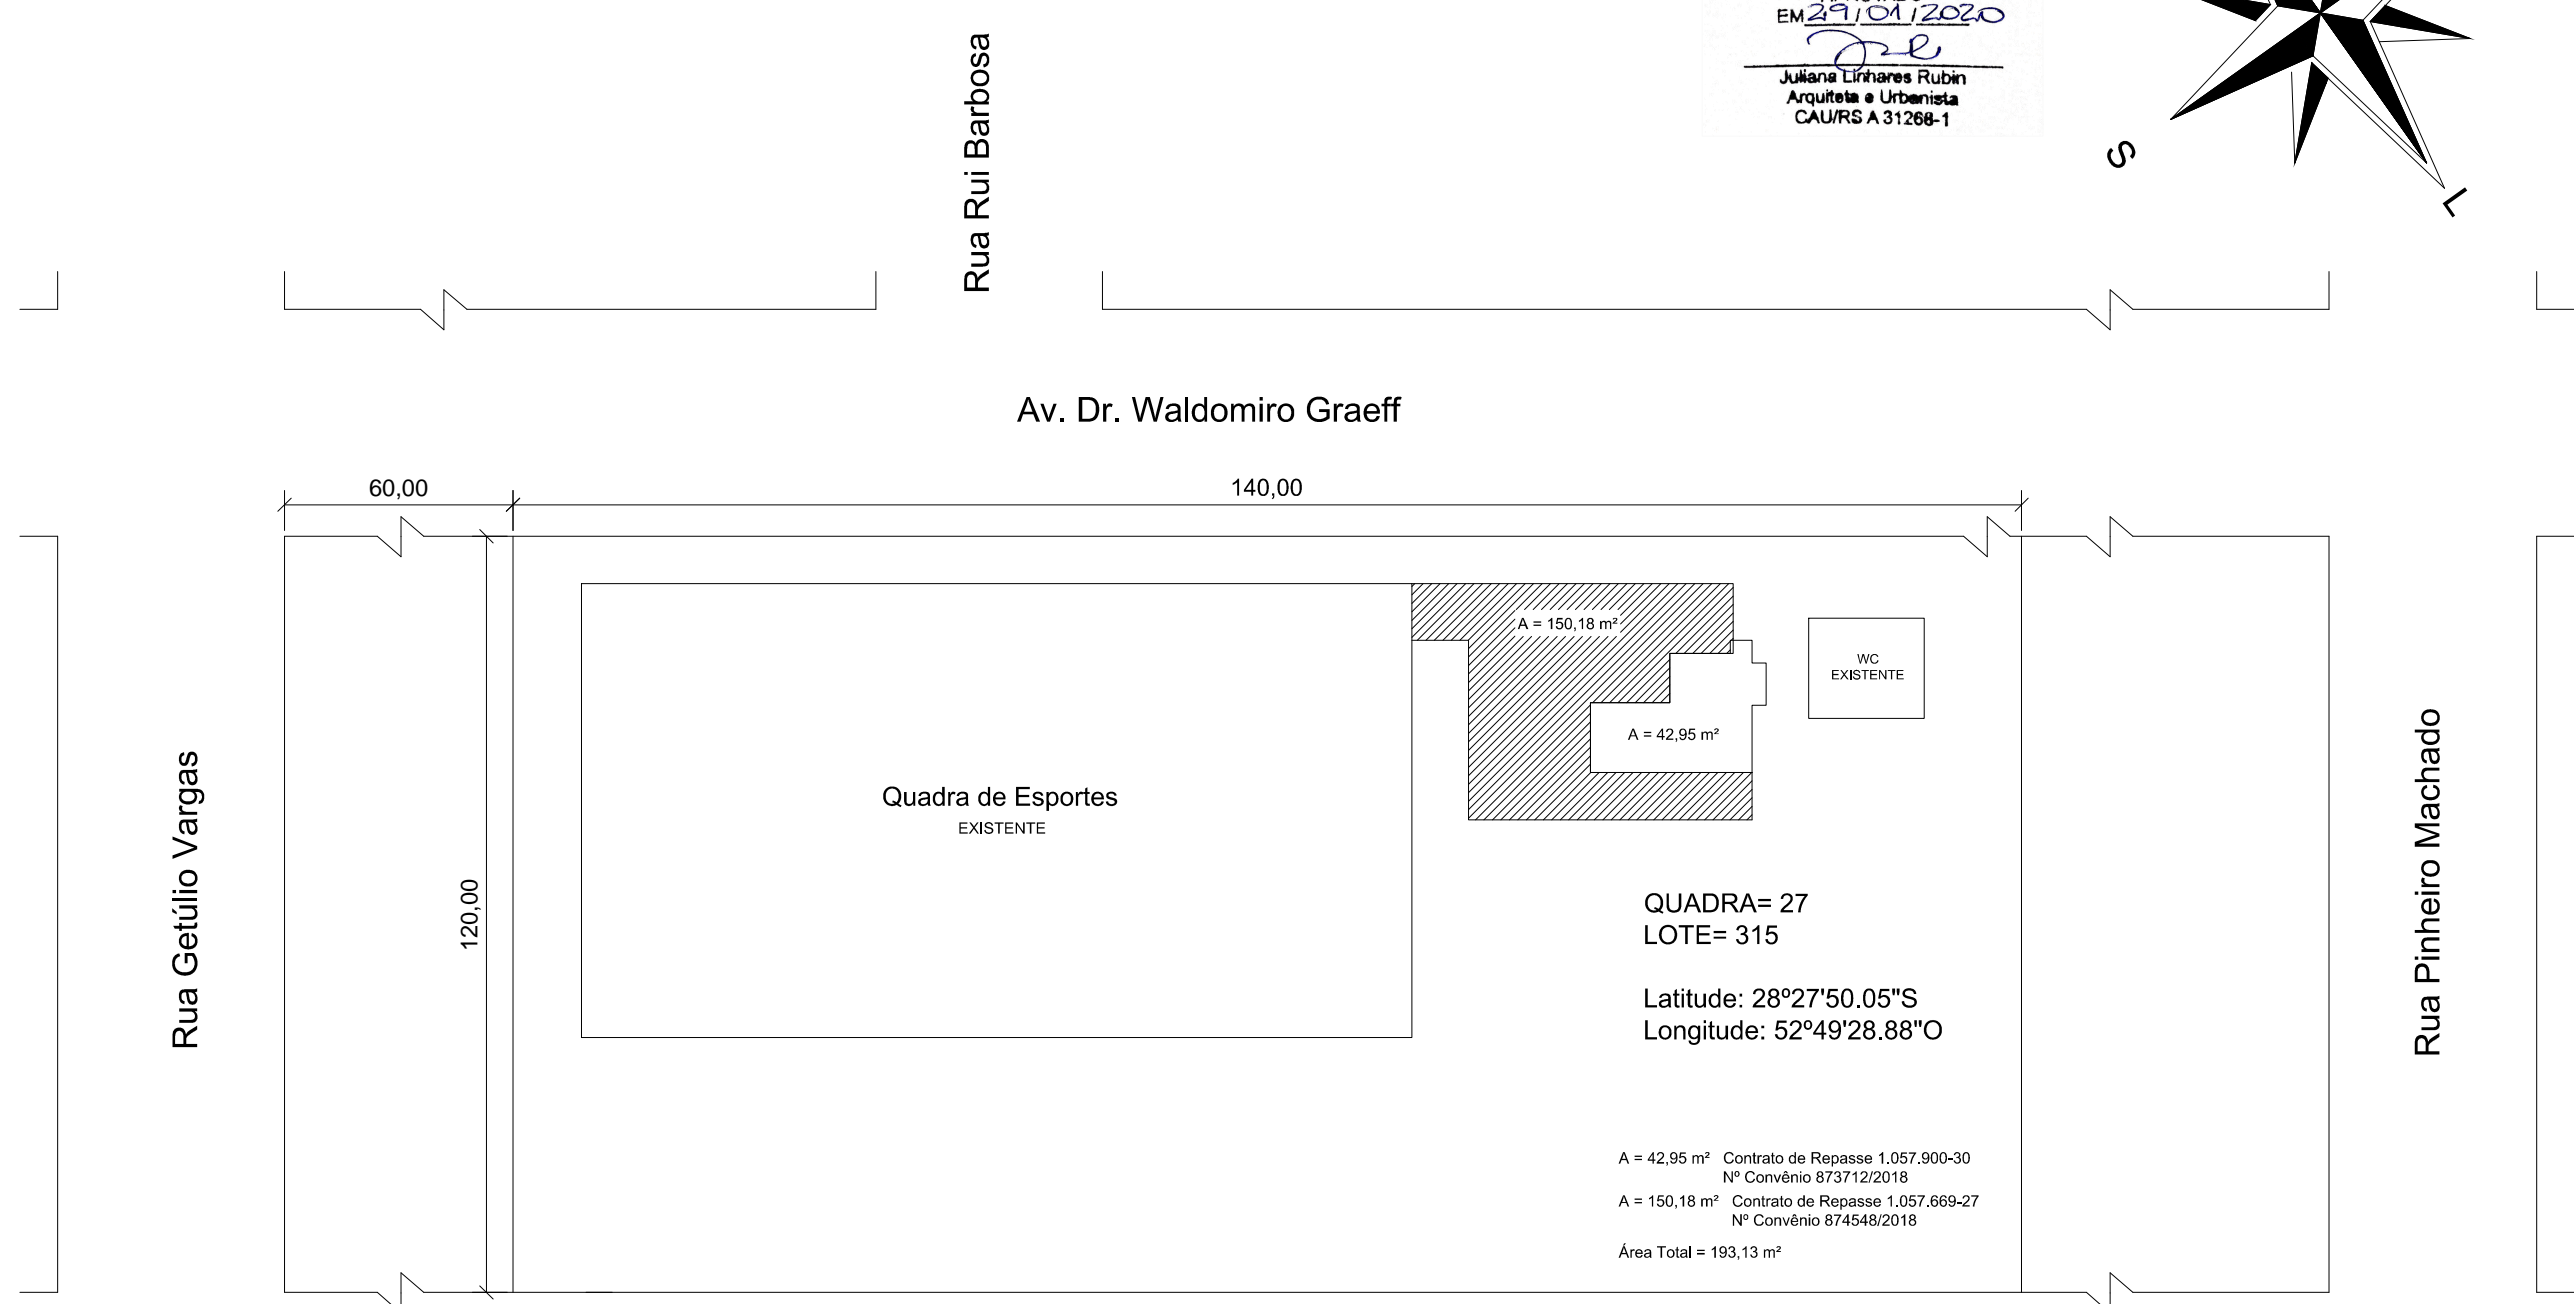 EM 29/01/2020
Juliana Linhares Rubin
Arquiteta e Urbanista
CAU/RS A 31268-1
S
L
Rua Rui Barbosa
Av. Dr. Waldomiro Graeff
60,00
140,00
A = 150,18 m²
WC
EXISTENTE
A = 42,95 m²
Quadra de Esportes
EXISTENTE
Rua Getúlio Vargas
120,00
Rua Pinheiro Machado
QUADRA= 27
LOTE= 315
Latitude: 28º27'50.05"S
Longitude: 52º49'28.88"O
A = 42,95 m² Contrato de Repasse 1.057.900-30
Nº Convênio 873712/2018
A = 150,18 m² Contrato de Repasse 1.057.669-27
Nº Convênio 874548/2018
Área Total = 193,13 m²